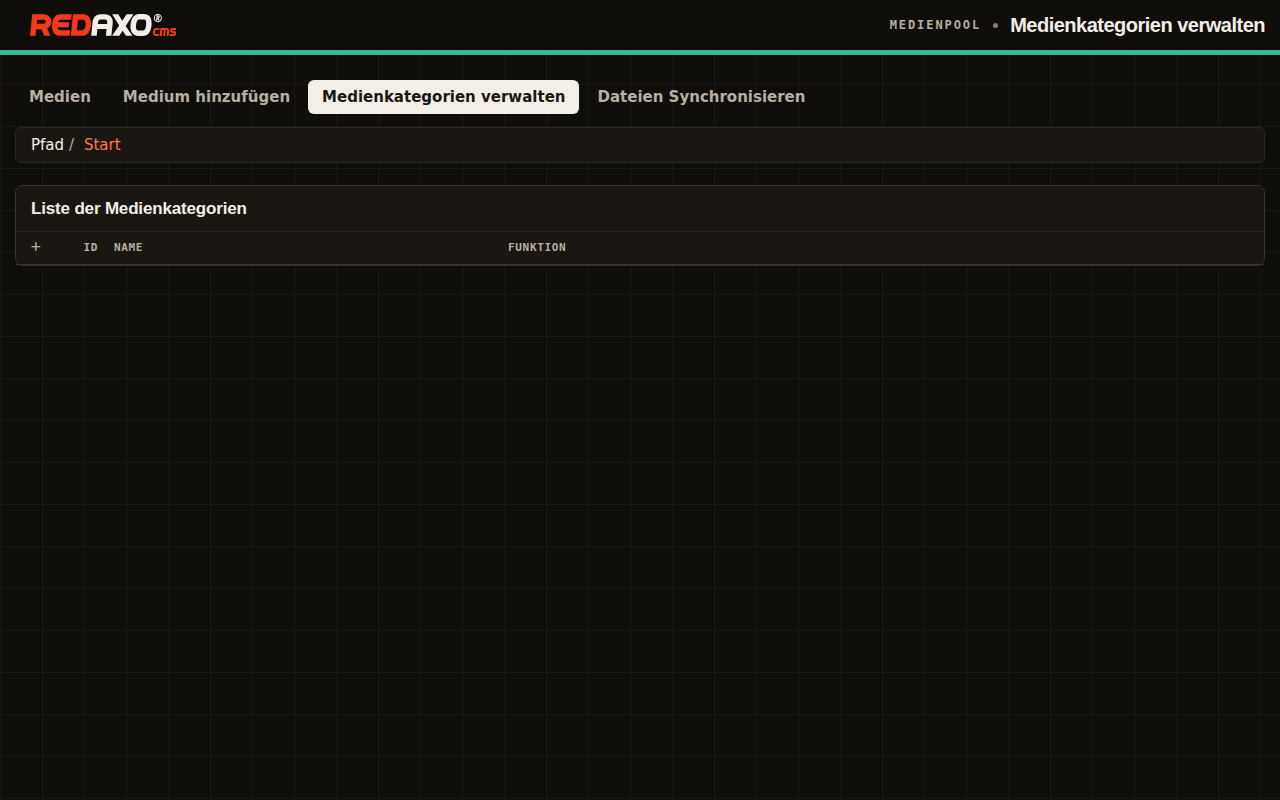 REDAXO® cms
MEDIENPOOL • Medienkategorien verwalten
Medien
Medium hinzufügen
Medienkategorien verwalten
Dateien Synchronisieren
Pfad / Start
Liste der Medienkategorien
+ ID NAME FUNKTION